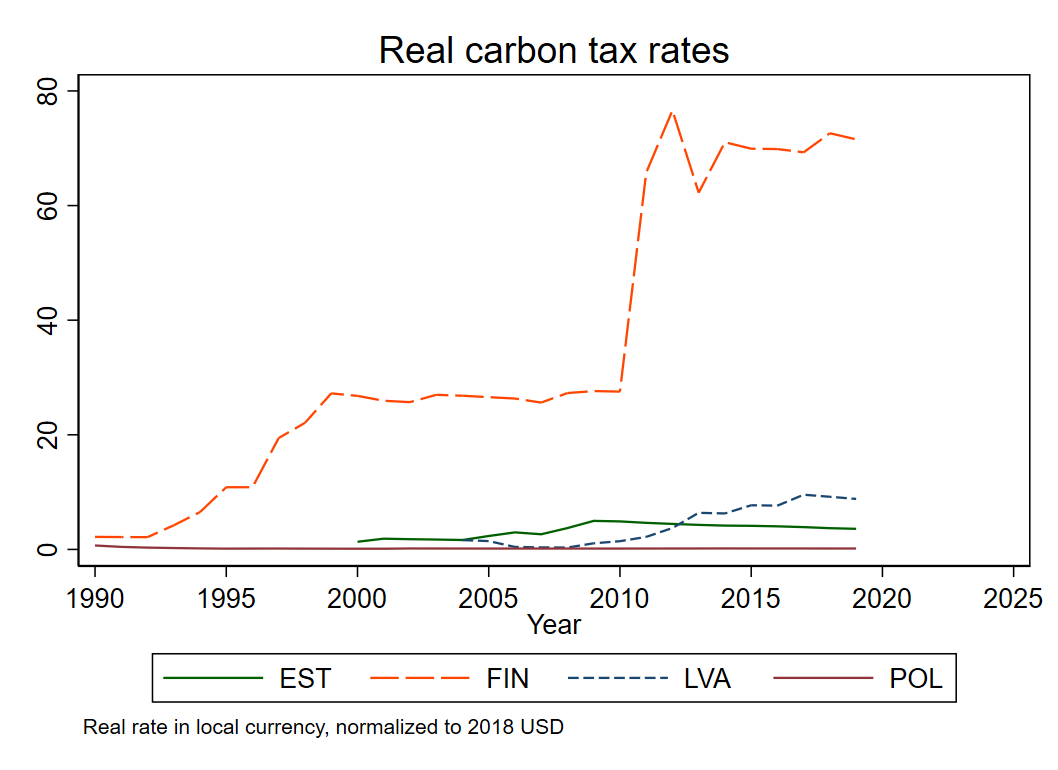 Real carbon tax rates
80
60
40
20
0
1990 1995 2000 2005 2010 2015 2020 2025
Year
EST FIN LVA POL
Real rate in local currency, normalized to 2018 USD